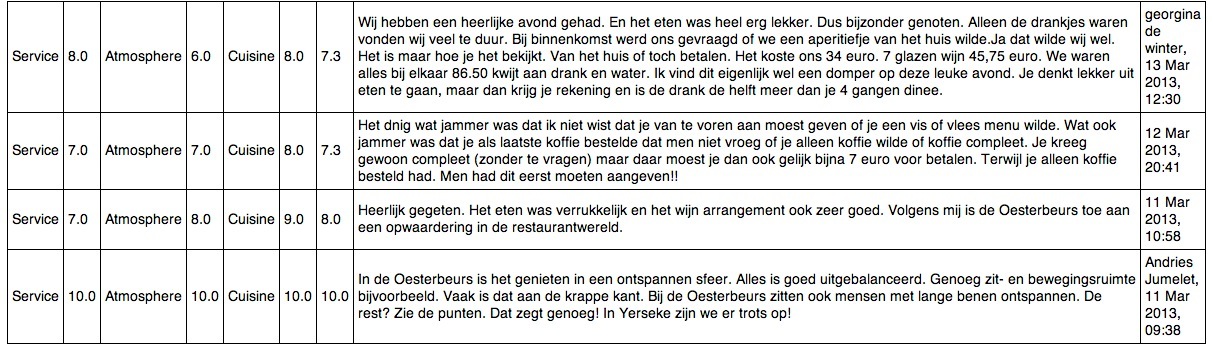 Service 8.0 Atmosphere 6.0 Cuisine 8.0 7.3
Wij hebben een heerlijke avond gehad. En het eten was heel erg lekker. Dus bijzonder genoten. Alleen de drankjes waren
vonden wij veel te duur. Bij binnenkomst werd ons gevraagd of we een aperitiefje van het huis wilde.Ja dat wilde wij wel.
Het is maar hoe je het bekijkt. Van het huis of toch betalen. Het koste ons 34 euro. 7 glazen wijn 45,75 euro. We waren
alles bij elkaar 86.50 kwijt aan drank en water. Ik vind dit eigenlijk wel een domper op deze leuke avond. Je denkt lekker uit
eten te gaan, maar dan krijg je rekening en is de drank de helft meer dan je 4 gangen dinee.
georgina
de
winter,
13 Mar
2013,
12:30
Service 7.0 Atmosphere 7.0 Cuisine 8.0 7.3
Het dnig wat jammer was dat ik niet wist dat je van te voren aan moest geven of je een vis of vlees menu wilde. Wat ook
jammer was dat je als laatste koffie bestelde dat men niet vroeg of je alleen koffie wilde of koffie compleet. Je kreeg
gewoon compleet (zonder te vragen) maar daar moest je dan ook gelijk bijna 7 euro voor betalen. Terwijl je alleen koffie
besteld had. Men had dit eerst moeten aangeven!!
12 Mar
2013,
20:41
Service 7.0 Atmosphere 8.0 Cuisine 9.0 8.0
Heerlijk gegeten. Het eten was verrukkelijk en het wijn arrangement ook zeer goed. Volgens mij is de Oesterbeurs toe aan
een opwaardering in de restaurantwereld.
11 Mar
2013,
10:58
Service 10.0 Atmosphere 10.0 Cuisine 10.0 10.0
In de Oesterbeurs is het genieten in een ontspannen sfeer. Alles is goed uitgebalanceerd. Genoeg zit- en bewegingsruimte
bijvoorbeeld. Vaak is dat aan de krappe kant. Bij de Oesterbeurs zitten ook mensen met lange benen ontspannen. De
rest? Zie de punten. Dat zegt genoeg! In Yerseke zijn we er trots op!
Andries
Jumelet,
11 Mar
2013,
09:38